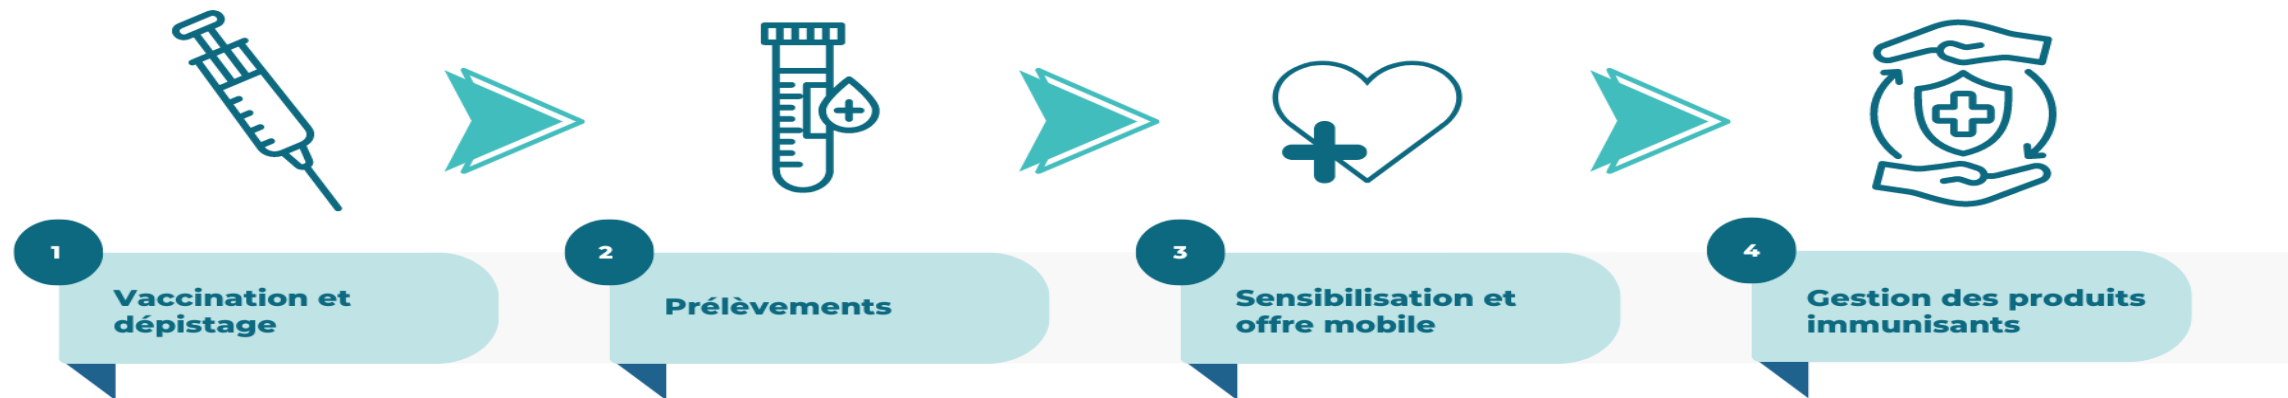 1
Vaccination et
dépistage
2
Prélèvements
3
Sensibilisation et
offre mobile
4
Gestion des produits
immunisants